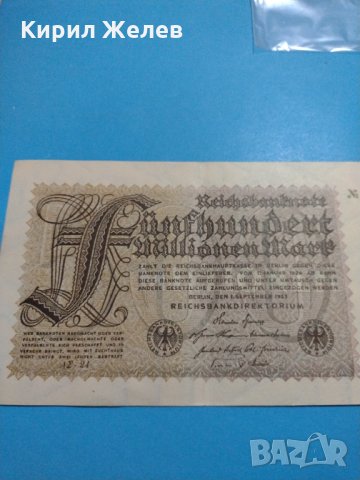 Кирил Желев
Reichsbanknote
Fünfhundert
Millionen Mark
ZAHLT DIE REICHSBANKHAUPTKASSE IN BERLIN GEGEN DIESE
BANKNOTE DEM EINLIEFERER. VOM 1. JANUAR 1924 AB KANN
DIESE BANKNOTE AUFGERUFEN UND UNTER UMTAUSCH GEGEN
ANDERE GESETZLICHE ZAHLUNGSMITTEL EINGEZOGEN WERDEN
BERLIN, DEN 1. SEPTEMBER 1923
REICHSBANKDIREKTORIUM
WER BANKNOTEN NACHMACHT ODER VER-
FÄLSCHT, ODER NACHGEMACHTE ODER
VERFÄLSCHTE SICH VERSCHAFFT UND IN
VERKEHR BRINGT, WIRD MIT ZUCHTHAUS
NICHT UNTER ZWEI JAHREN BESTRAFT
bazar